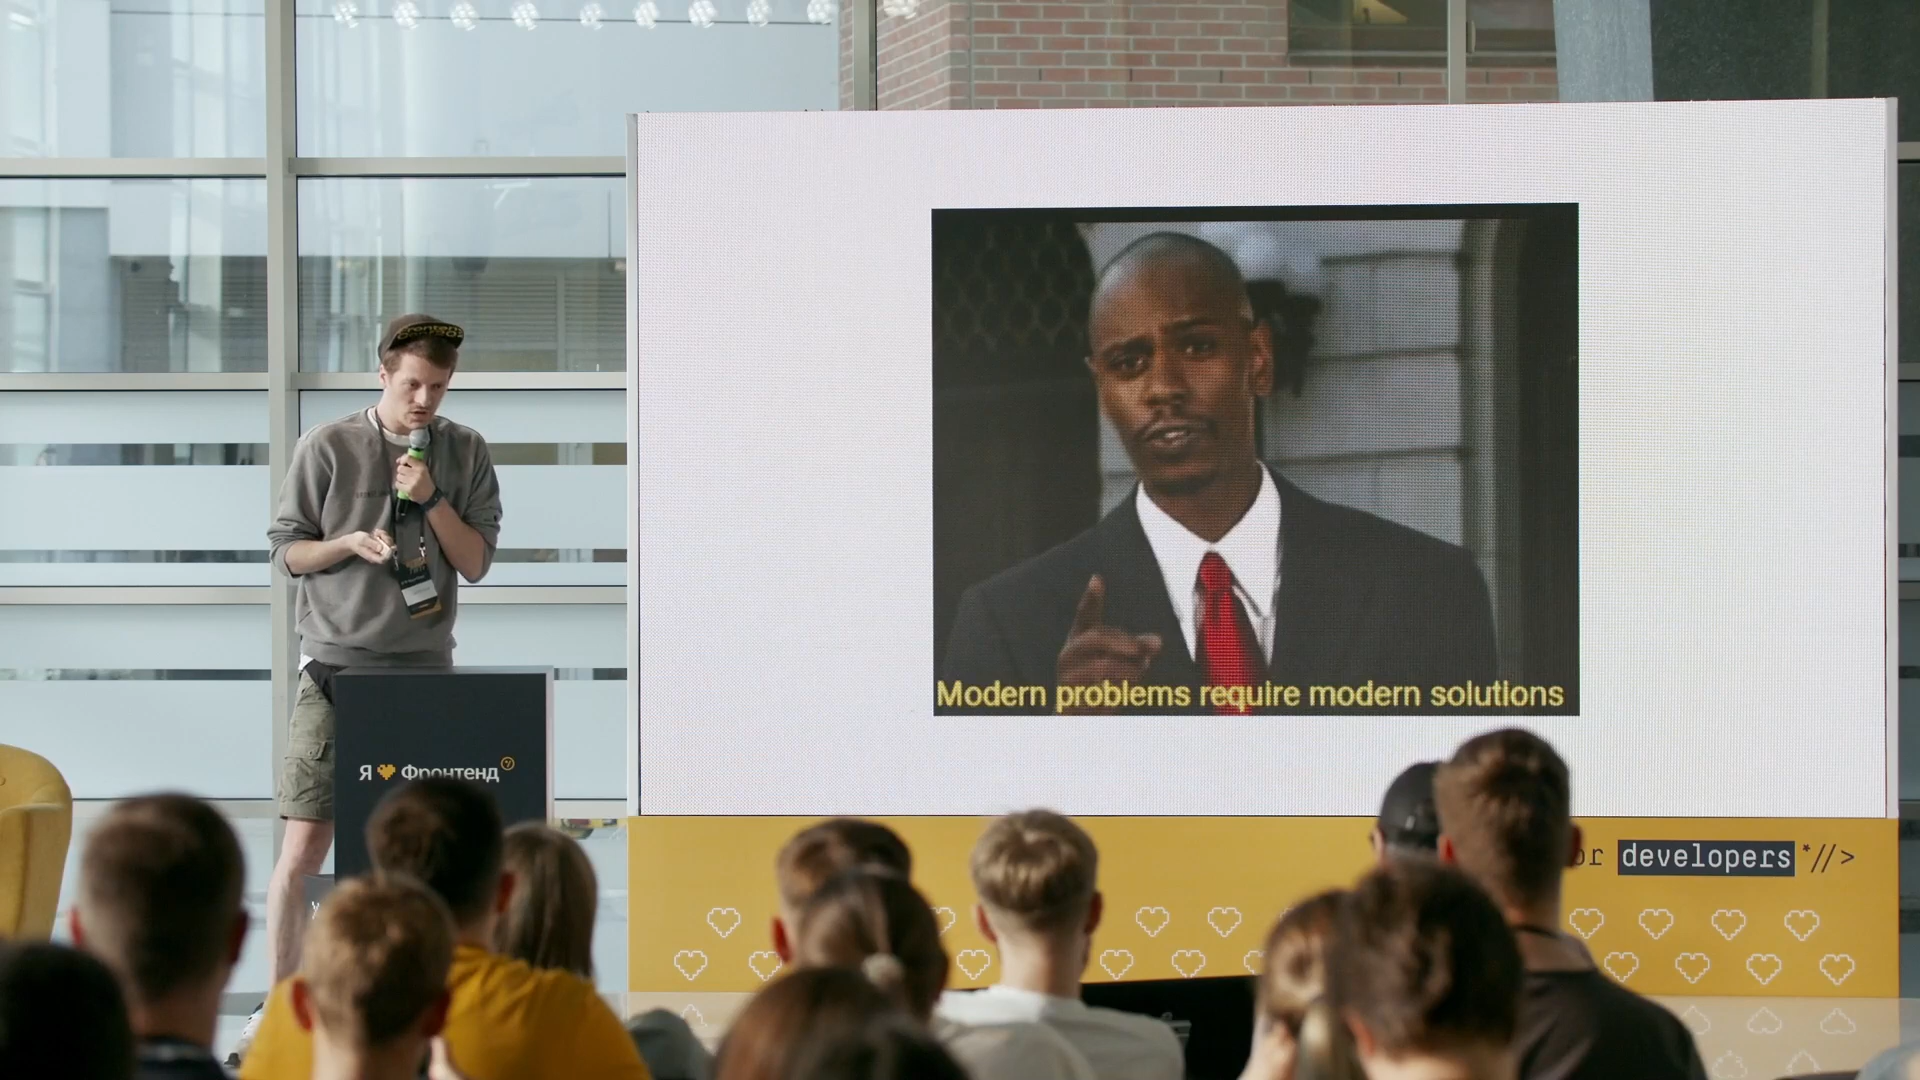 Modern problems require modern solutions
Я Фронтенд
developers *//>